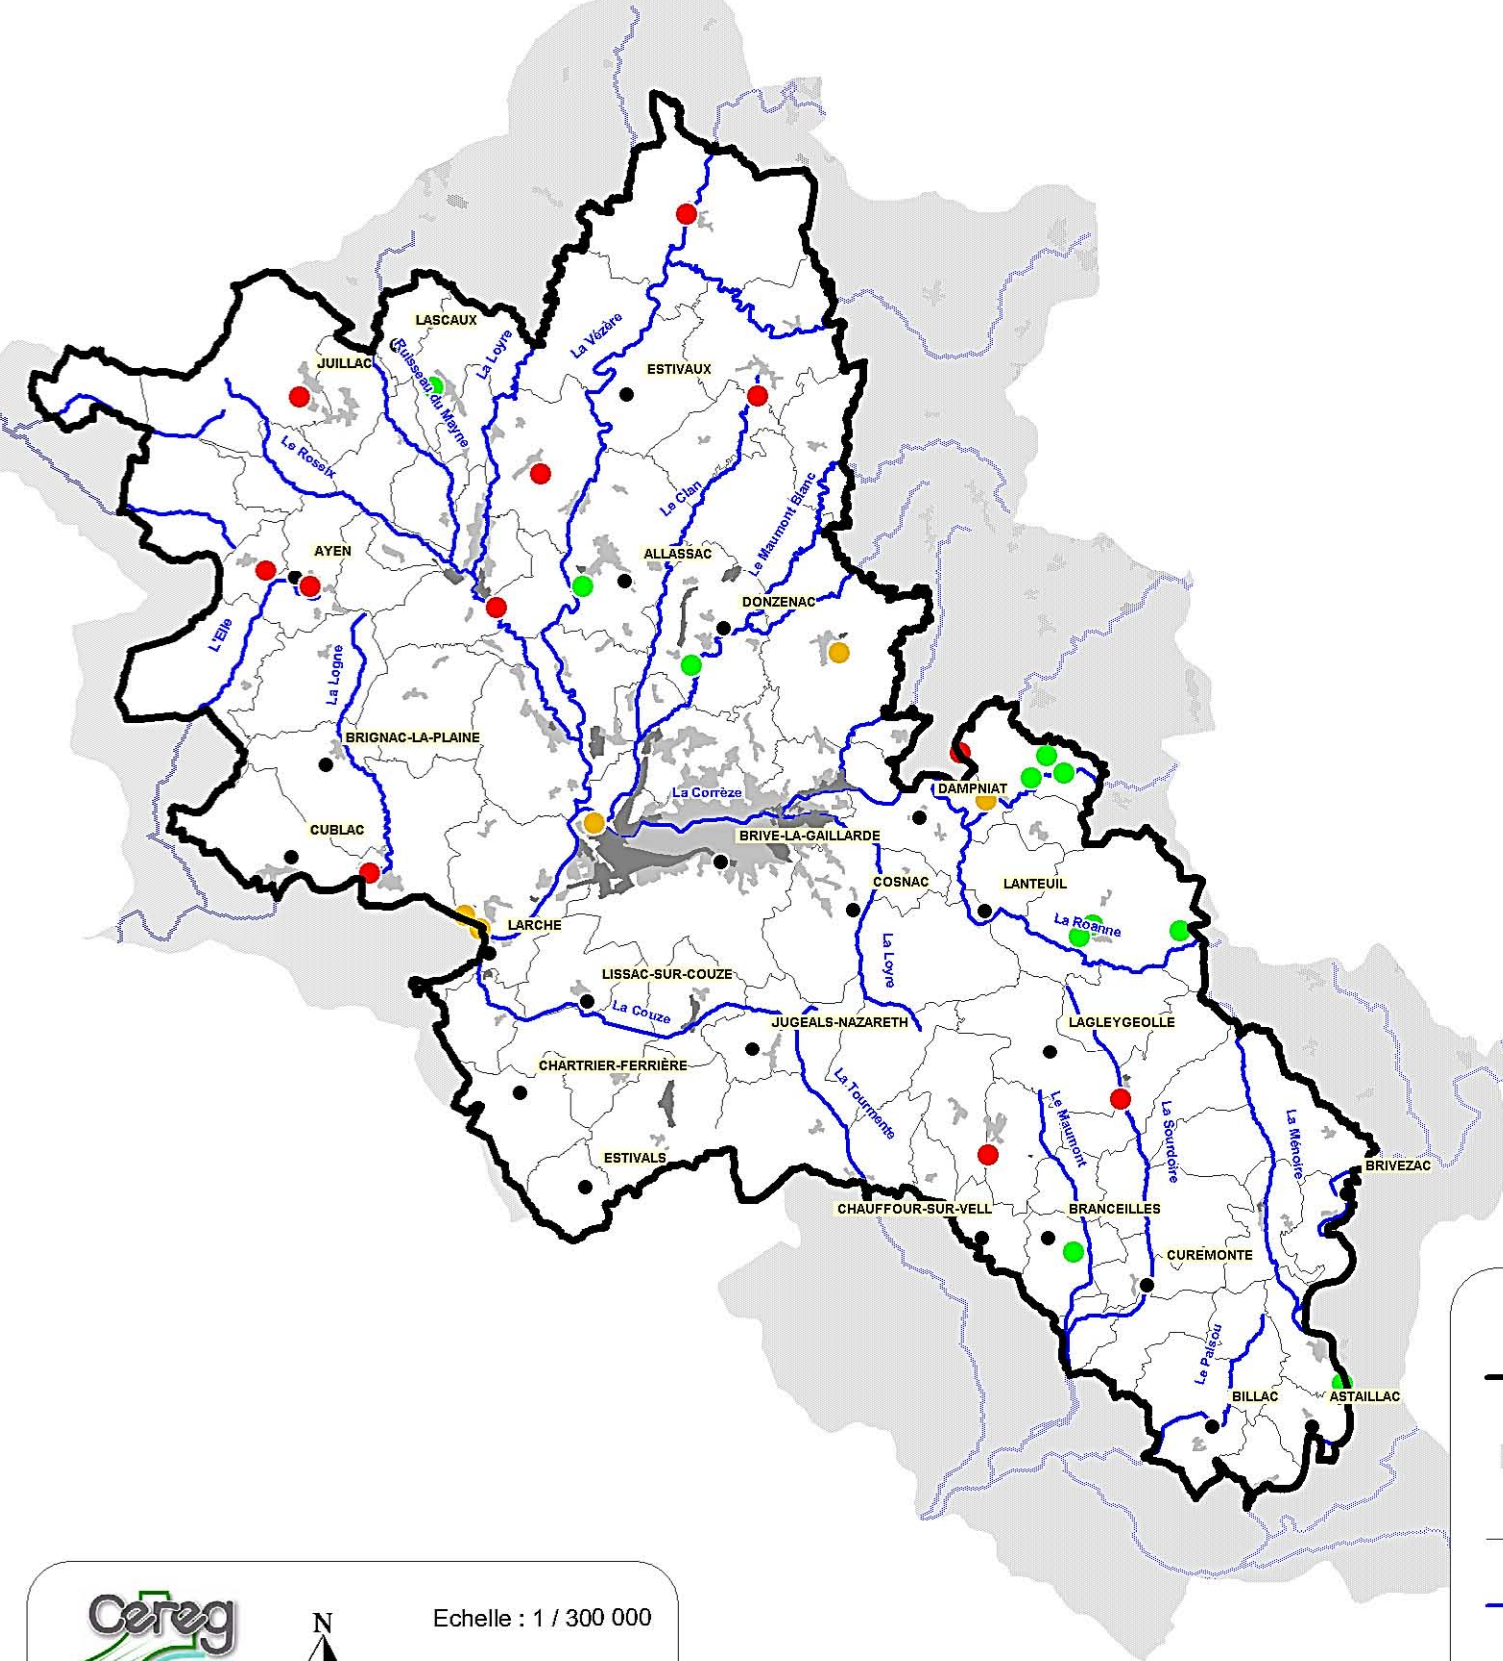 LASCAUX
La Loyre
La Vézère
JUILLAC
Ruisseau du Mayne
ESTIVAUX
Le Roseix
Le Clan
Le Maumont Blanc
AYEN
ALLASSAC
DONZENAC
L'Elle
La Logne
BRIGNAC-LA-PLAINE
La Corrèze
DAMPNIAT
CUBLAC
BRIVE-LA-GAILLARDE
COSNAC
LANTEUIL
LARCHE
La Roanne
La Loyre
LISSAC-SUR-COUZE
La Couze
JUGEALS-NAZARETH
LAGLEYGEOLLE
CHARTRIER-FERRIÈRE
La Tourmente
Le Maumont
La Sourdoire
La Ménoire
ESTIVALS
BRIVEZAC
CHAUFFOUR-SUR-VELL
BRANCEILLES
CUREMONTE
Le Palsou
BILLAC
ASTAILLAC
Cereg
N
Echelle : 1 / 300 000